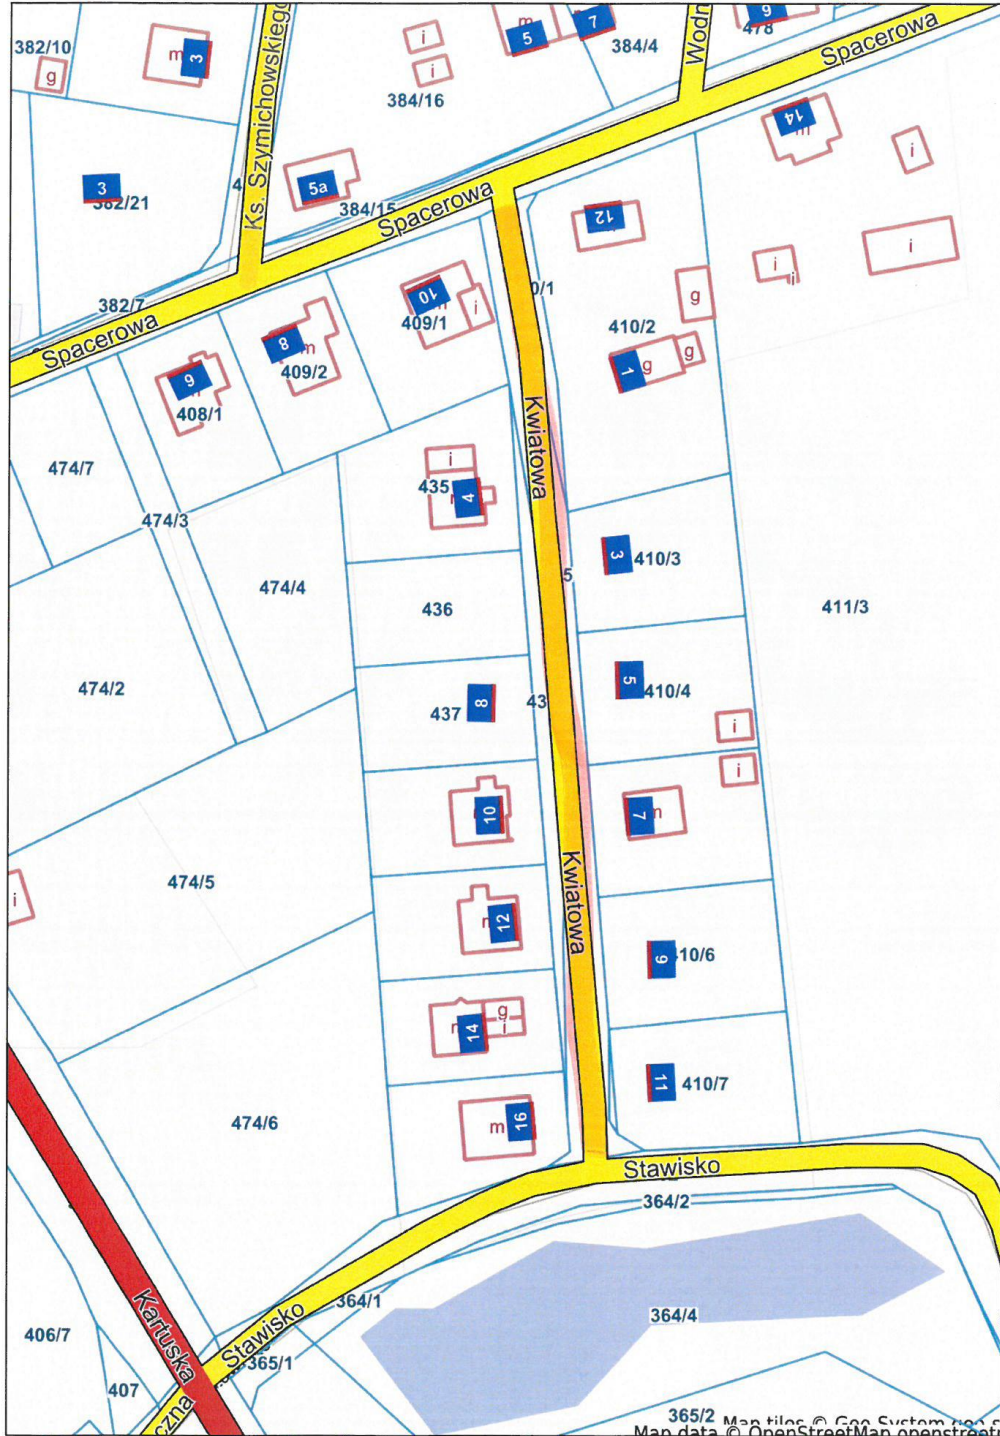 382/10
g
m
3
Ks. Szymichowskiego
i
i
384/16
m
5
7
384/4
Wodn
9
478
Spacerowa
14
m
i
3
382/21
4
5a
384/15
Spacerowa
12
i
i
i
382/7
Spacerowa
10
i
409/1
0/1
g
410/2
8
m
409/2
1
g
g
6
408/1
Kwiatowa
474/7
i
435
4
474/3
3
410/3
474/4
436
5
411/3
474/2
437
8
43
5
410/4
i
i
10
7
m
474/5
i
Kwiatowa
12
9
10/6
14
g
i
11
410/7
474/6
m
16
Stawisko
364/2
Kartuska
364/1
Stawisko
364/4
406/7
365/1
407
czna
365/2
Map tiles © Geo System
Map data © OpenStreetMap openstreetm